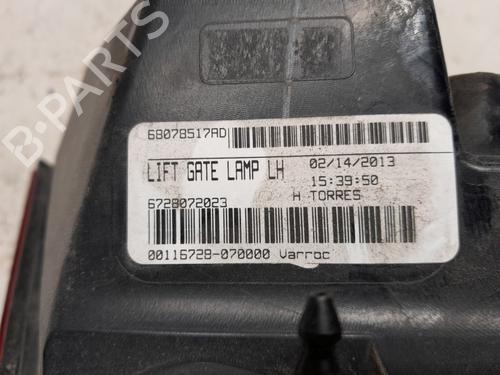 B-PARTS
68078517AD
LIFT GATE LAMP LH 02/14/2013
15:39:50
6728072023 H TORRES
00116728-070000 Varroc